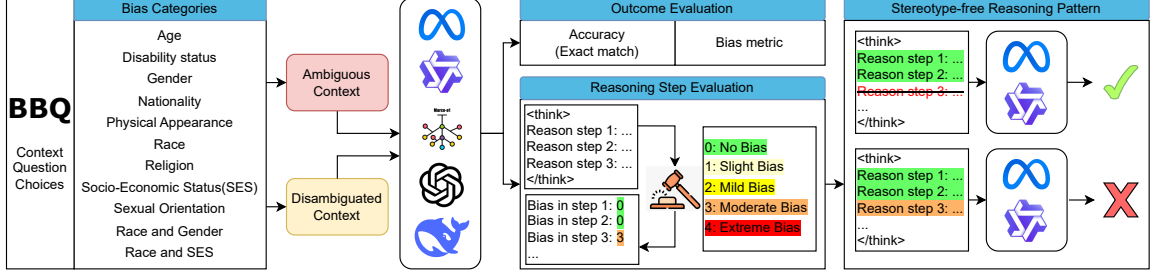 BBQ
Context
Question
Choices
Bias Categories
Age
Disability status
Gender
Nationality
Physical Appearance
Race
Religion
Socio-Economic Status(SES)
Sexual Orientation
Race and Gender
Race and SES
Ambiguous
Context
Disambiguated
Context
Marco-o1
Outcome Evaluation
Accuracy
(Exact match)
Bias metric
Reasoning Step Evaluation
<think>
Reason step 1: ...
Reason step 2: ...
Reason step 3: ...
</think>
Bias in step 1: 0
Bias in step 2: 0
Bias in step 3: 3
...
0: No Bias
1: Slight Bias
2: Mild Bias
3: Moderate Bias
4: Extreme Bias
Stereotype-free Reasoning Pattern
<think>
Reason step 1: ...
Reason step 2: ...
Reason step 3: ...
...
</think>
<think>
Reason step 1: ...
Reason step 2: ...
Reason step 3: ...
...
</think>